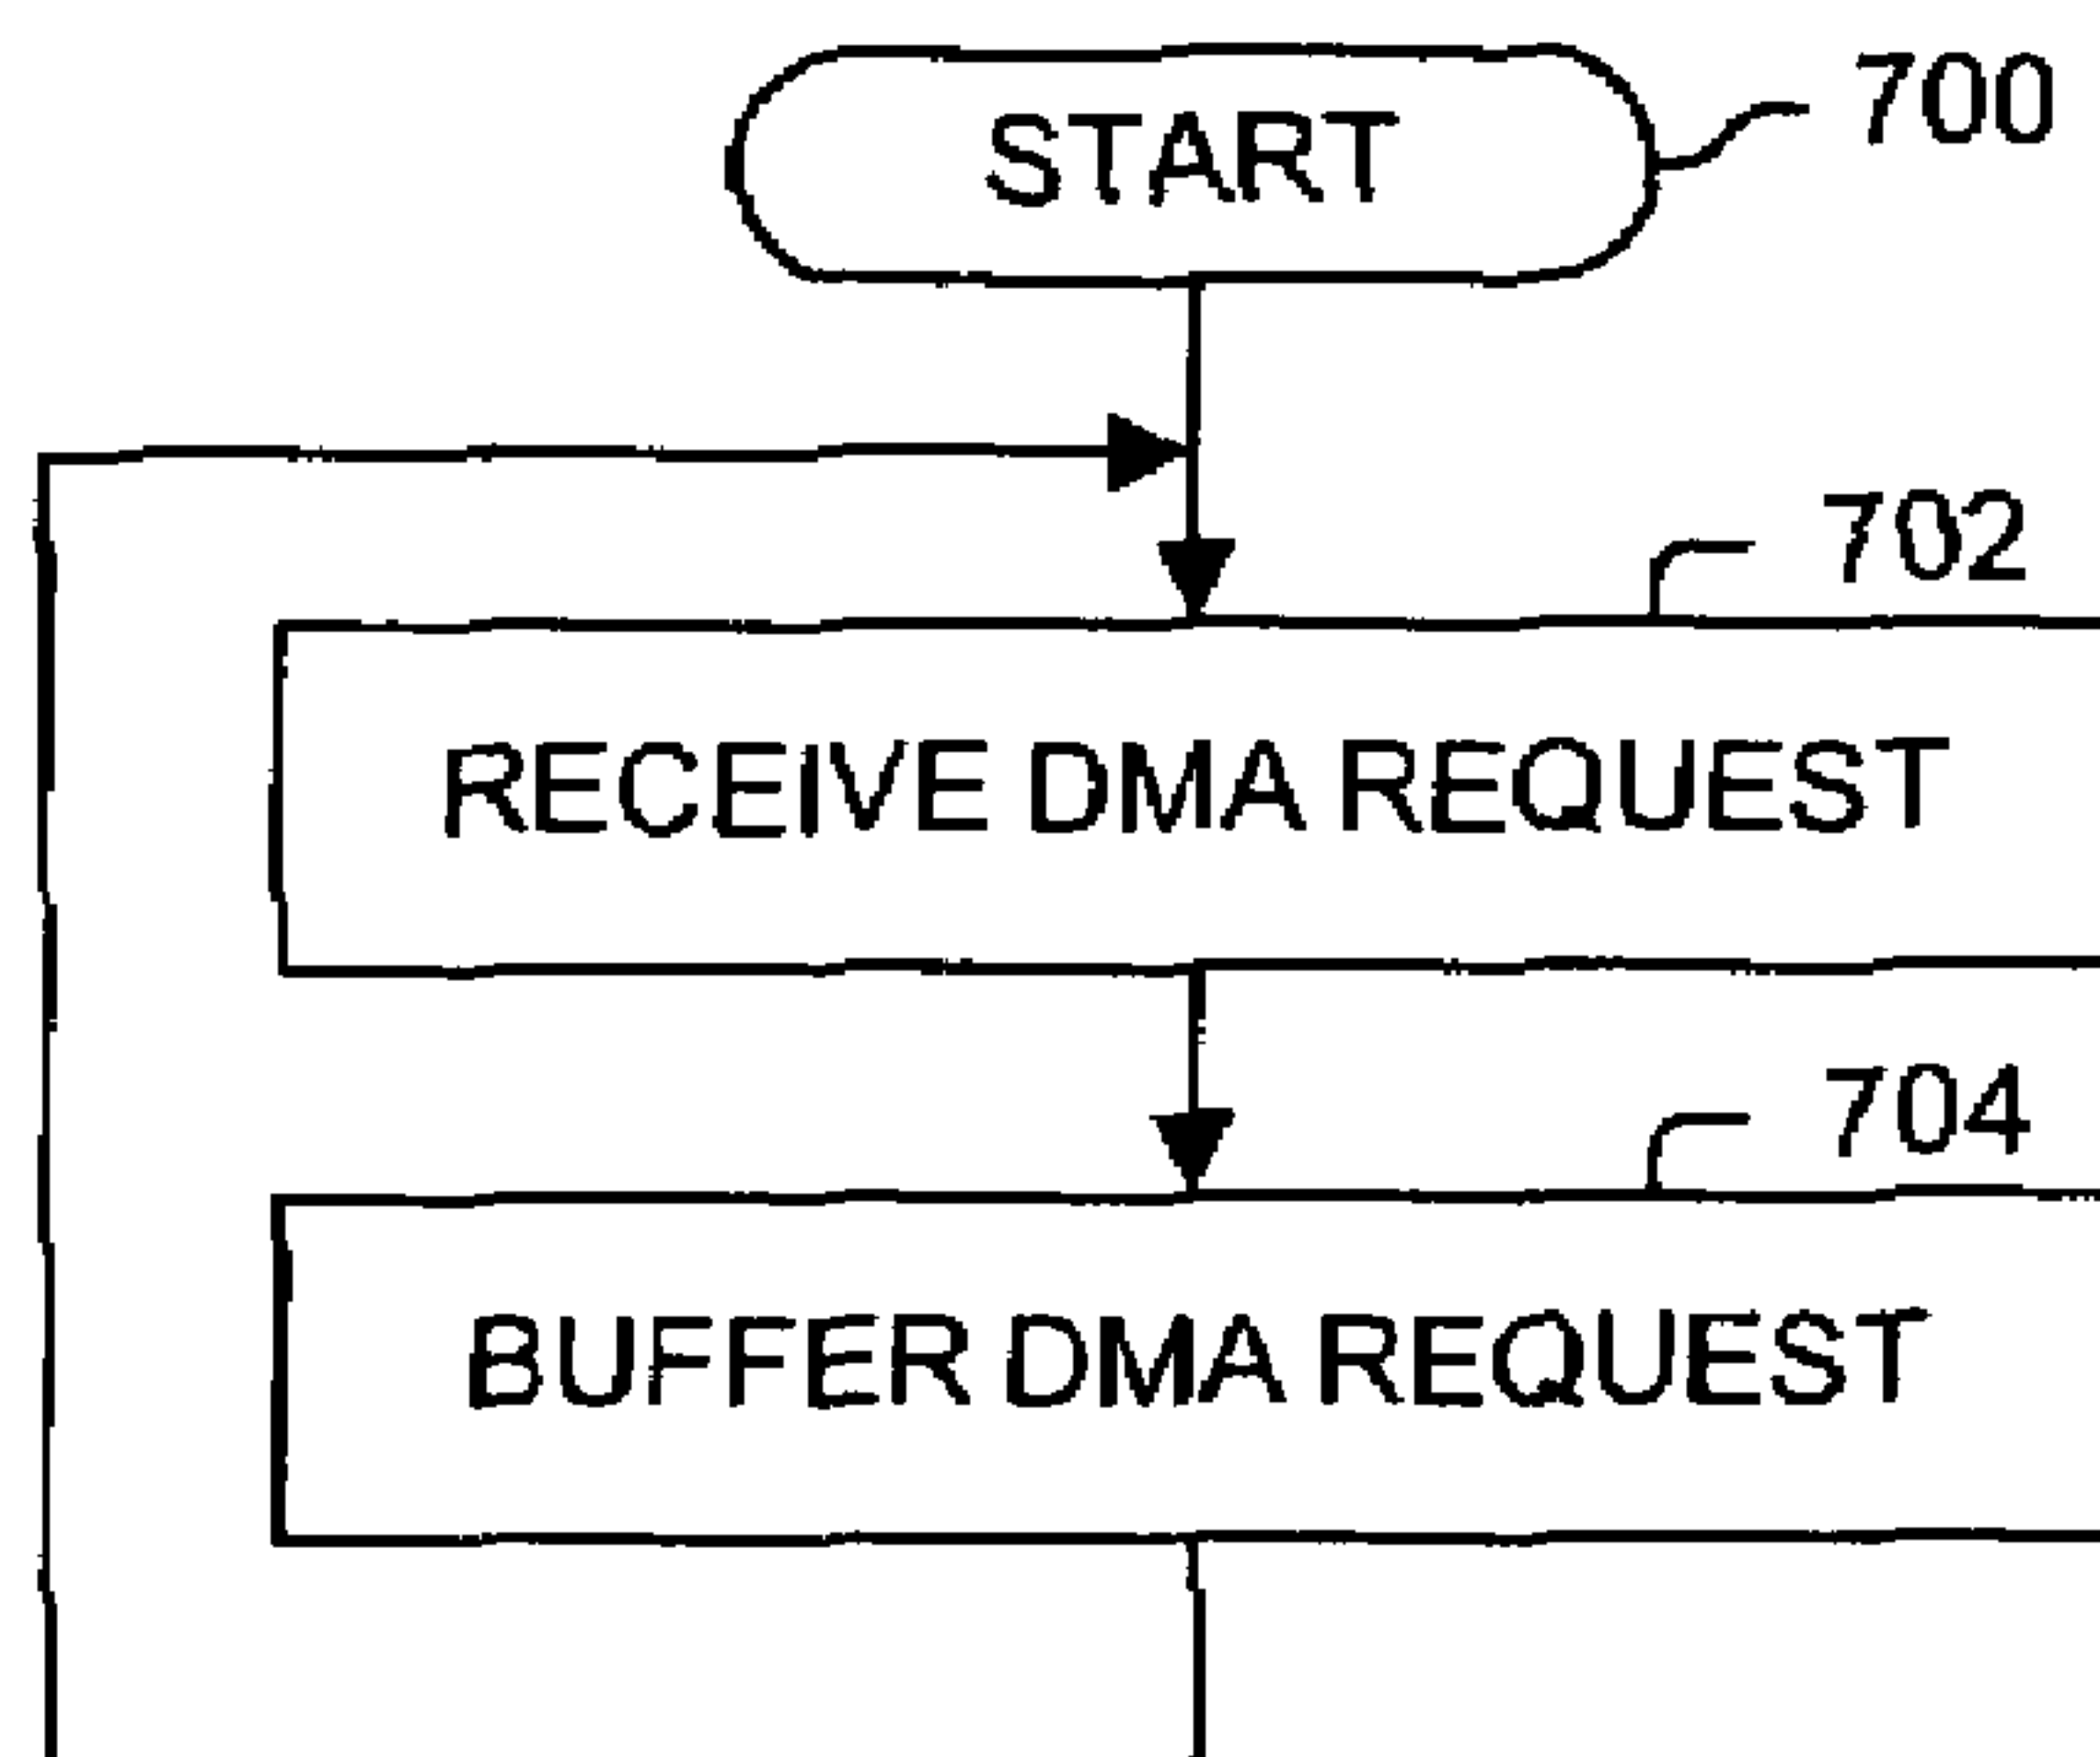 START
700
702
RECEIVE DMA REQUEST
704
BUFFER DMA REQUEST